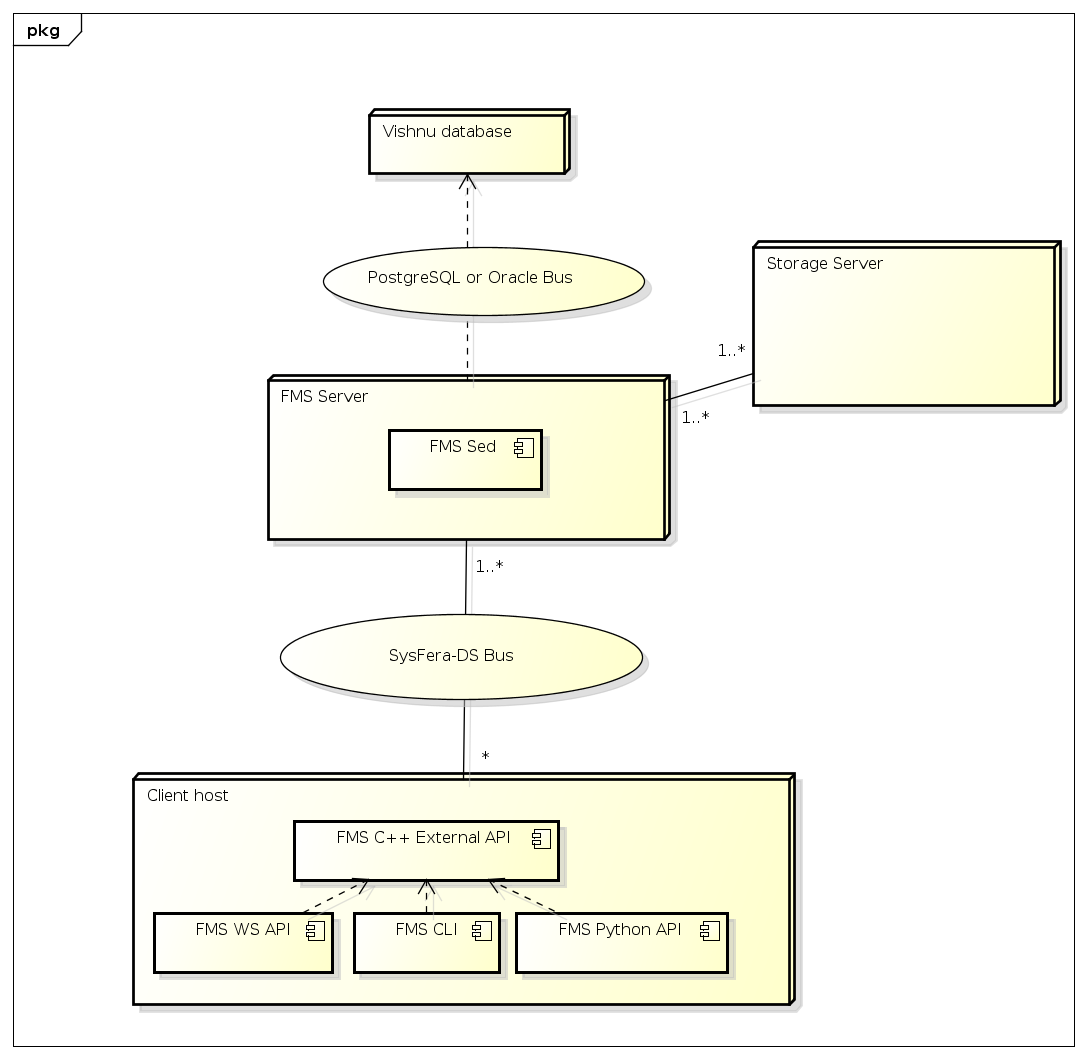 pkg
Vishnu database
PostgreSQL or Oracle Bus
Storage Server
1..*
FMS Server
1..*
FMS Sed
1..*
SysFera-DS Bus
*
Client host
FMS C++ External API
FMS WS API
FMS CLI
FMS Python API